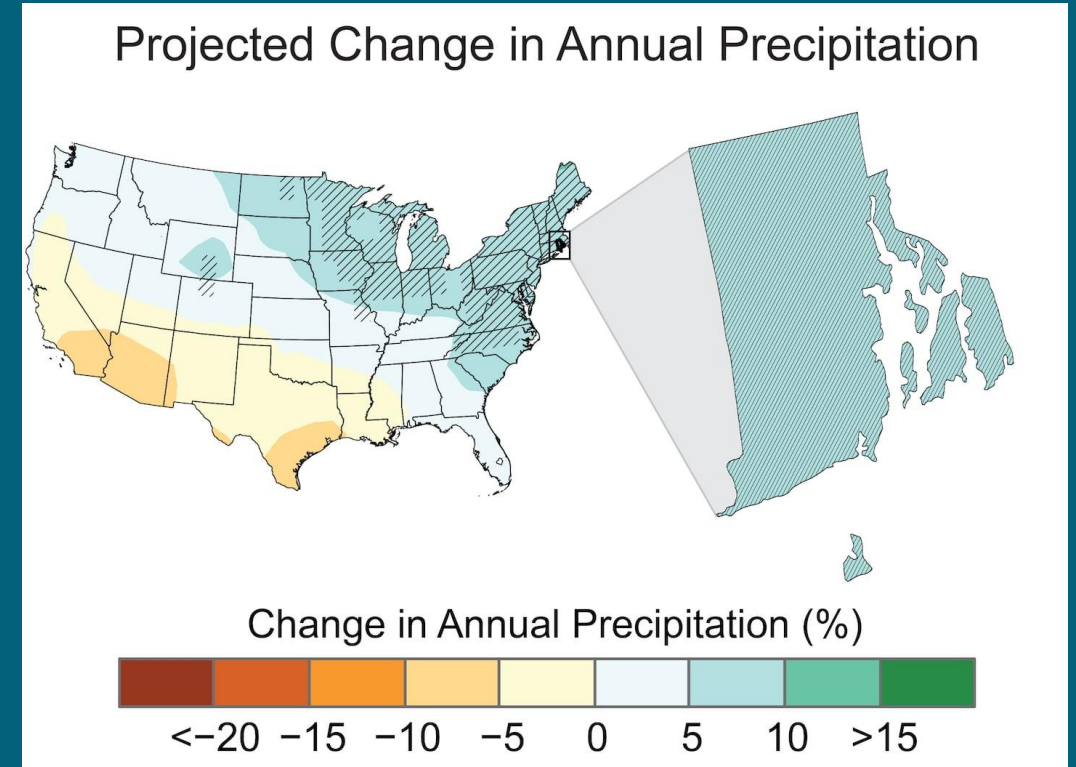 Projected Change in Annual Precipitation
Change in Annual Precipitation (%)
<−20 −15 −10 −5 0 5 10 >15